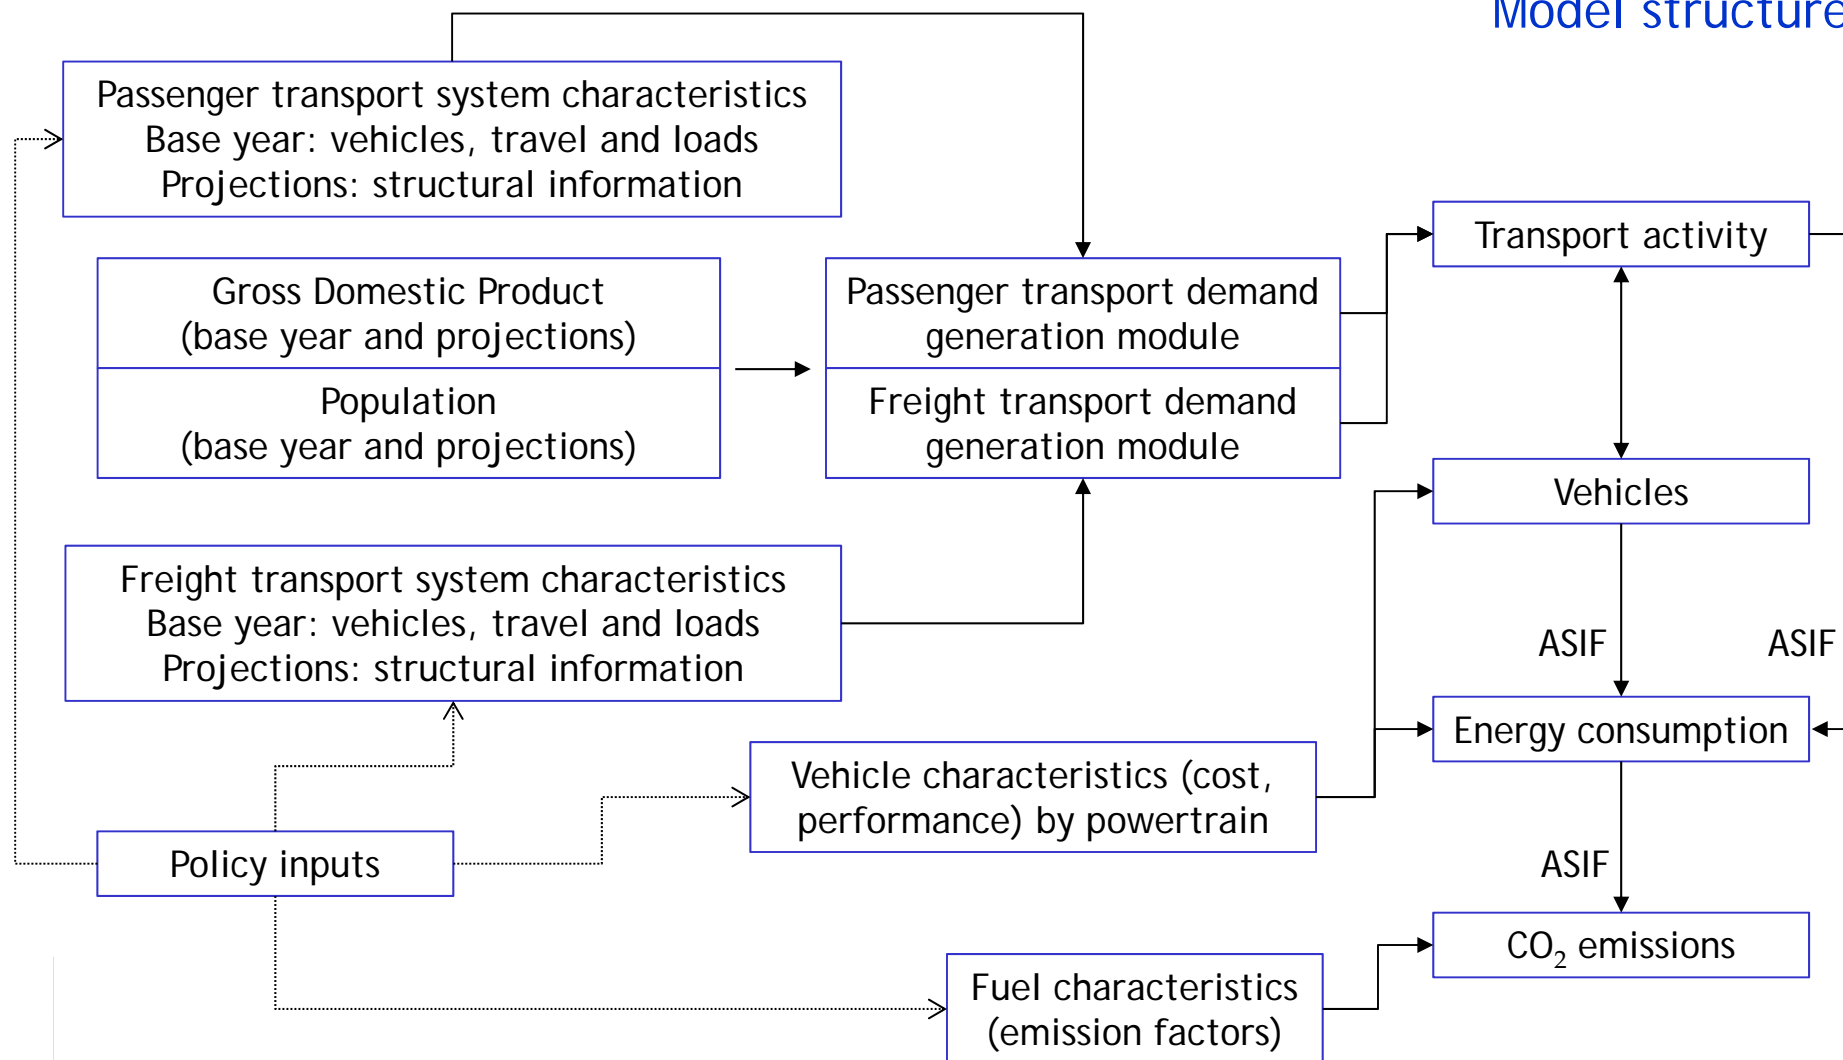 Model structure
Passenger transport system characteristics
Base year: vehicles, travel and loads
Projections: structural information
Gross Domestic Product
(base year and projections)
Population
(base year and projections)
Passenger transport demand
generation module
Freight transport demand
generation module
Transport activity
Vehicles
Freight transport system characteristics
Base year: vehicles, travel and loads
Projections: structural information
ASIF
ASIF
Energy consumption
Vehicle characteristics (cost,
performance) by powertrain
Policy inputs
ASIF
CO₂ emissions
Fuel characteristics
(emission factors)